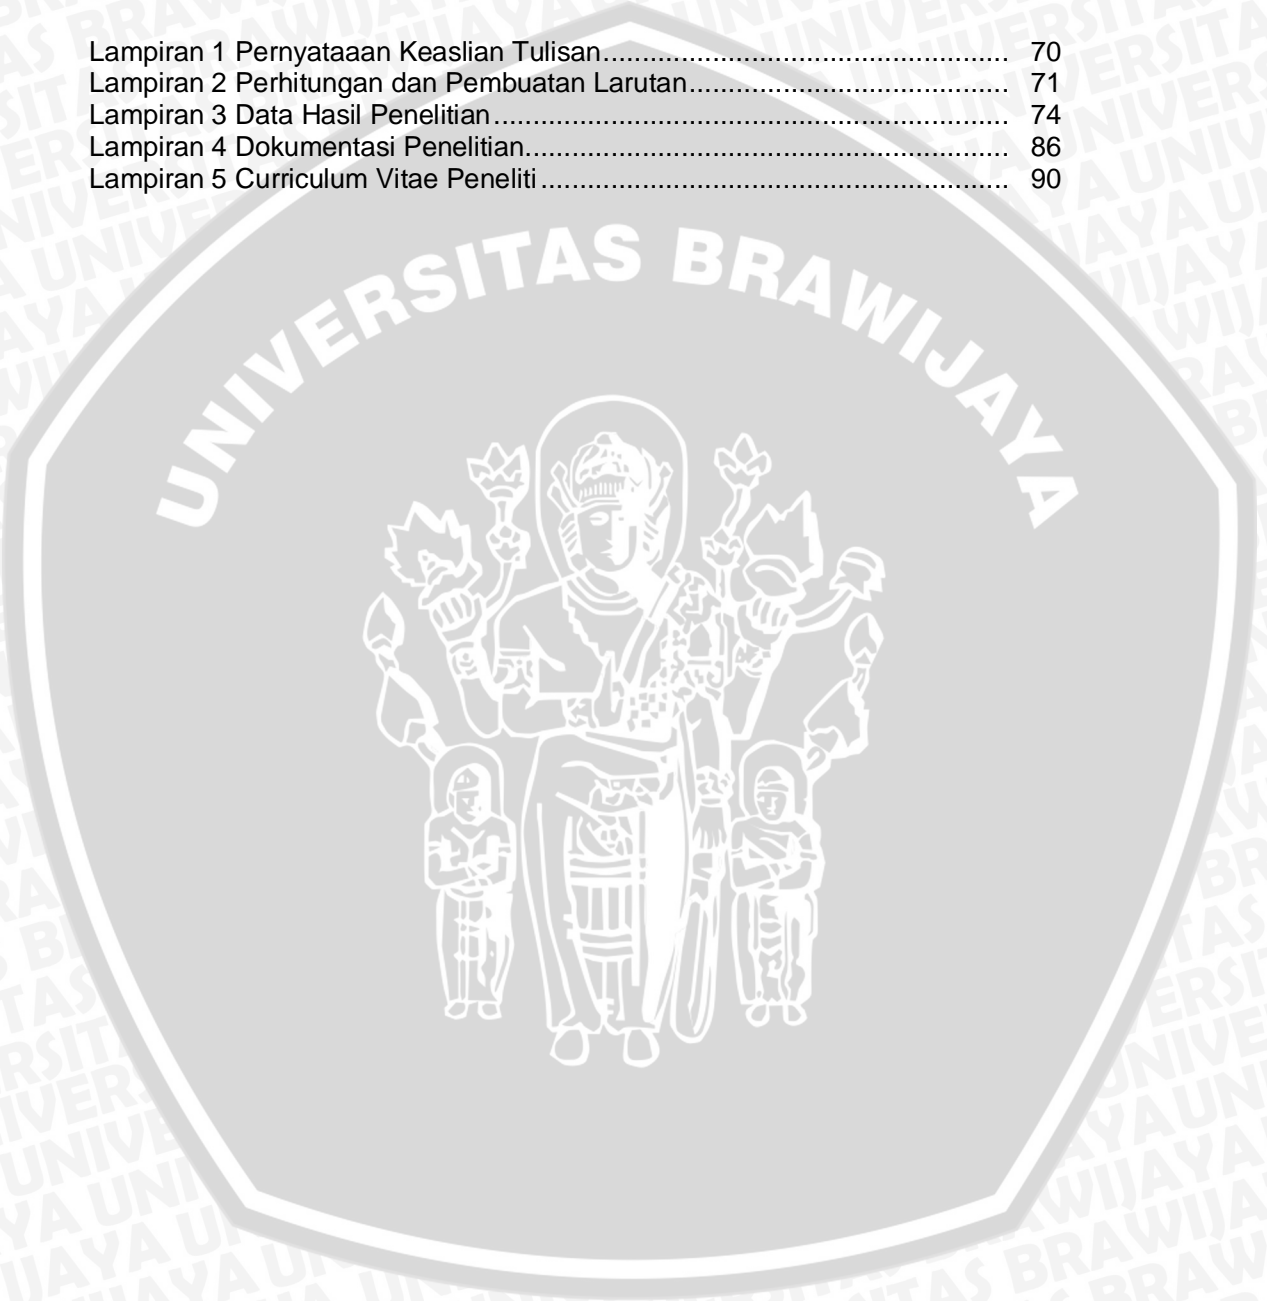 Lampiran 1 Pernyataaan Keaslian Tulisan.................................................... 70
Lampiran 2 Perhitungan dan Pembuatan Larutan......................................... 71
Lampiran 3 Data Hasil Penelitian.................................................................. 74
Lampiran 4 Dokumentasi Penelitian.............................................................. 86
Lampiran 5 Curriculum Vitae Peneliti............................................................ 90
UNIVERSITAS BRAWIJAYA